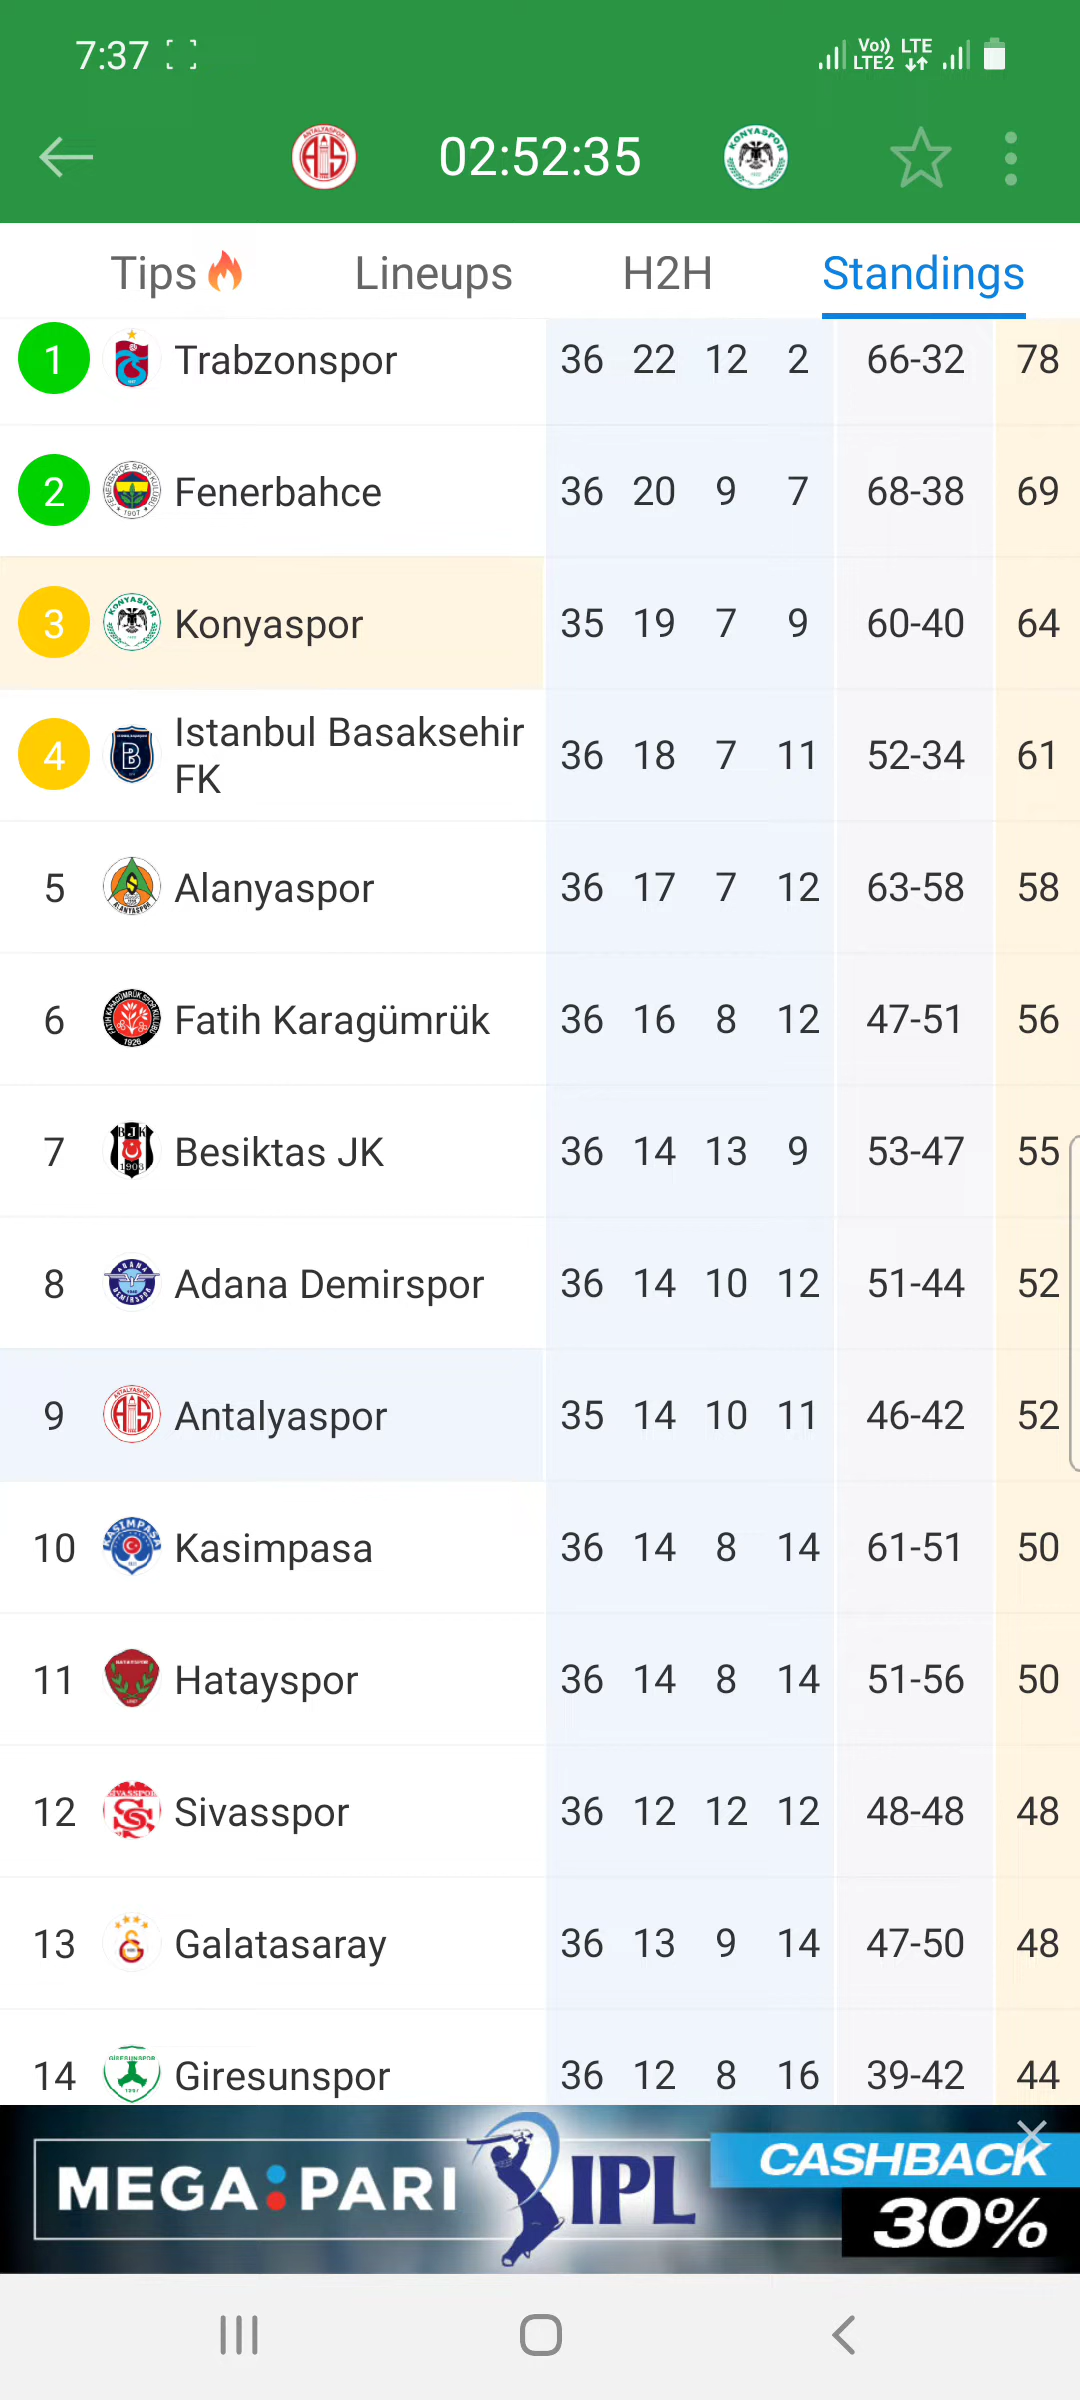 7:37 Vo)) LTE
LTE2
02:52:35
Tips Lineups H2H Standings
1 Trabzonspor 36 22 12 2 66-32 78
2 Fenerbahce 36 20 9 7 68-38 69
3 Konyaspor 35 19 7 9 60-40 64
4 Istanbul Basaksehir
FK 36 18 7 11 52-34 61
5 Alanyaspor 36 17 7 12 63-58 58
6 Fatih Karagümrük 36 16 8 12 47-51 56
7 Besiktas JK 36 14 13 9 53-47 55
8 Adana Demirspor 36 14 10 12 51-44 52
9 Antalyaspor 35 14 10 11 46-42 52
10 Kasimpasa 36 14 8 14 61-51 50
11 Hatayspor 36 14 8 14 51-56 50
12 Sivasspor 36 12 12 12 48-48 48
13 Galatasaray 36 13 9 14 47-50 48
14 Giresunspor 36 12 8 16 39-42 44
MEGA:PARI IPL CASHBACK
30%